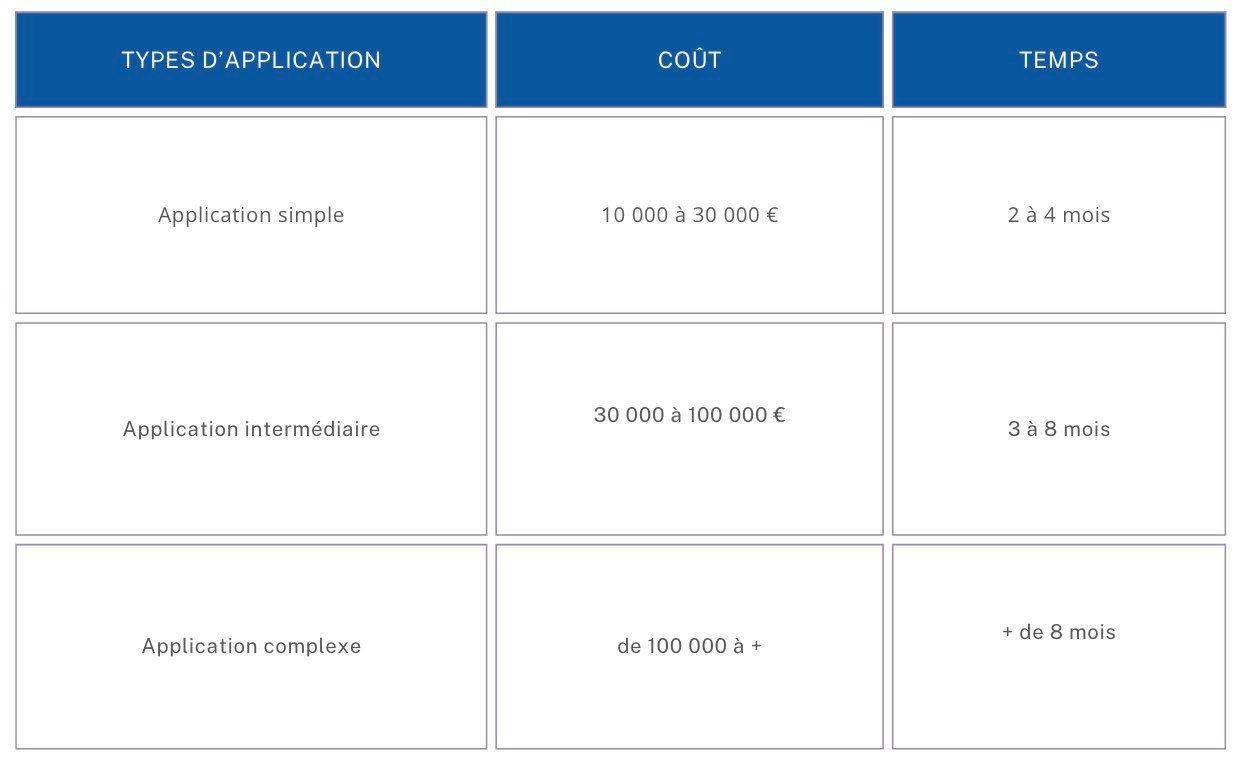 TYPES D’APPLICATION COÛT TEMPS
Application simple 10 000 à 30 000 € 2 à 4 mois
Application intermédiaire 30 000 à 100 000 € 3 à 8 mois
Application complexe de 100 000 à + + de 8 mois